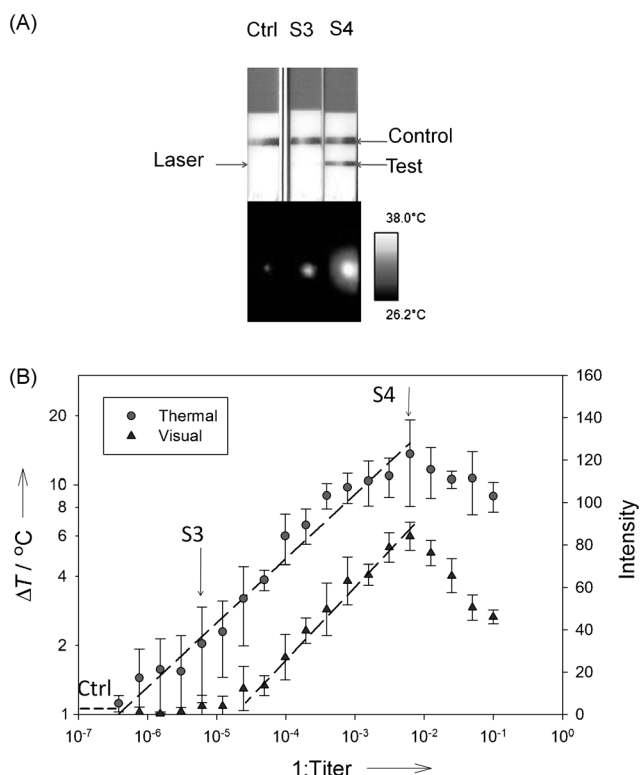 (A)
Ctrl S3 S4
Control
Laser
Test
38.0°C
26.2°C
(B)
Thermal
Visual
S4
S3
Ctrl
ΔT / °C
20
10
8
6
4
2
1
160
140
120
100
80
60
40
20
0
Intensity
10-7 10-6 10-5 10-4 10-3 10-2 10-1 100
1:Titer